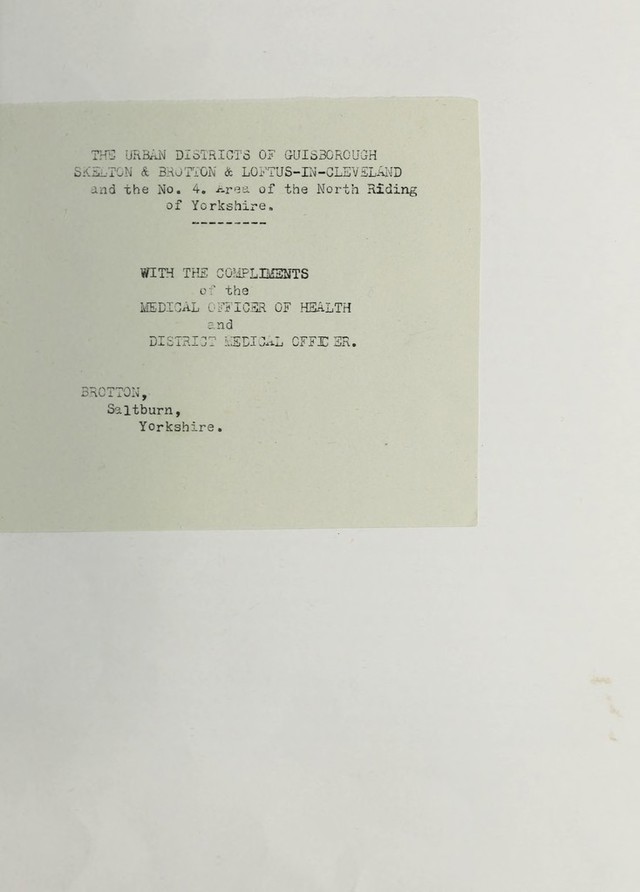 THE URBAN DISTRICTS OF GUISBOROUGH
SKELTON & BROTTON & LOFTUS-IN-CLEVELAND
and the No. 4. Area of the North Riding
of Yorkshire.
---------
WITH THE COMPLIMENTS
of the
MEDICAL OFFICER OF HEALTH
and
DISTRICT MEDICAL OFFICER.
BROTTON,
Saltburn,
Yorkshire.